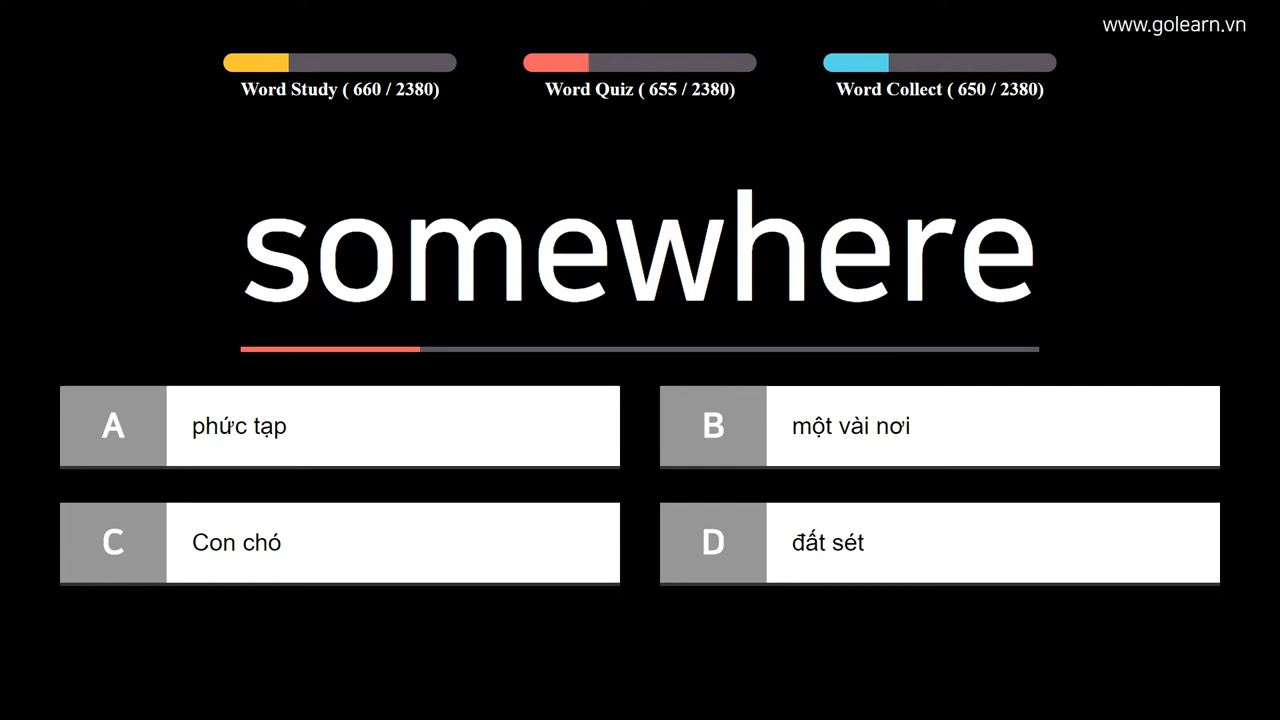 www.golearn.vn
Word Study ( 660 / 2380)
Word Quiz ( 655 / 2380)
Word Collect ( 650 / 2380)
somewhere
A phức tạp
B một vài nơi
C Con chó
D đất sét